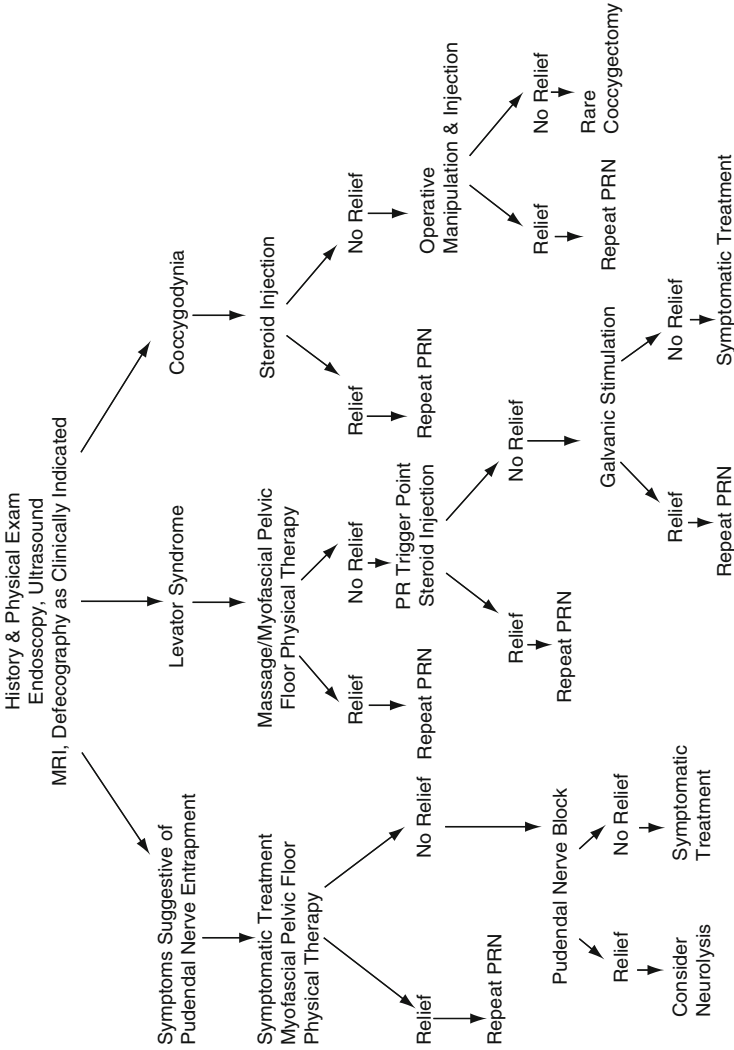 History & Physical Exam
Endoscopy, Ultrasound
MRI, Defecography as Clinically Indicated
Symptoms Suggestive of
Pudendal Nerve Entrapment
Levator Syndrome
Coccygodynia
Symptomatic Treatment
Myofascial Pelvic Floor
Physical Therapy
Massage/Myofascial Pelvic
Floor Physical Therapy
Steroid Injection
Relief
No Relief
Relief
No Relief
Relief
No Relief
Repeat PRN
Repeat PRN
PR Trigger Point
Steroid Injection
Repeat PRN
Operative
Manipulation & Injection
Pudendal Nerve Block
Relief
No Relief
Relief
No Relief
Repeat PRN
Repeat PRN
Rare
Coccygectomy
Galvanic Stimulation
Relief
No Relief
Relief
No Relief
Consider
Neurolysis
Symptomatic
Treatment
Repeat PRN
Symptomatic Treatment